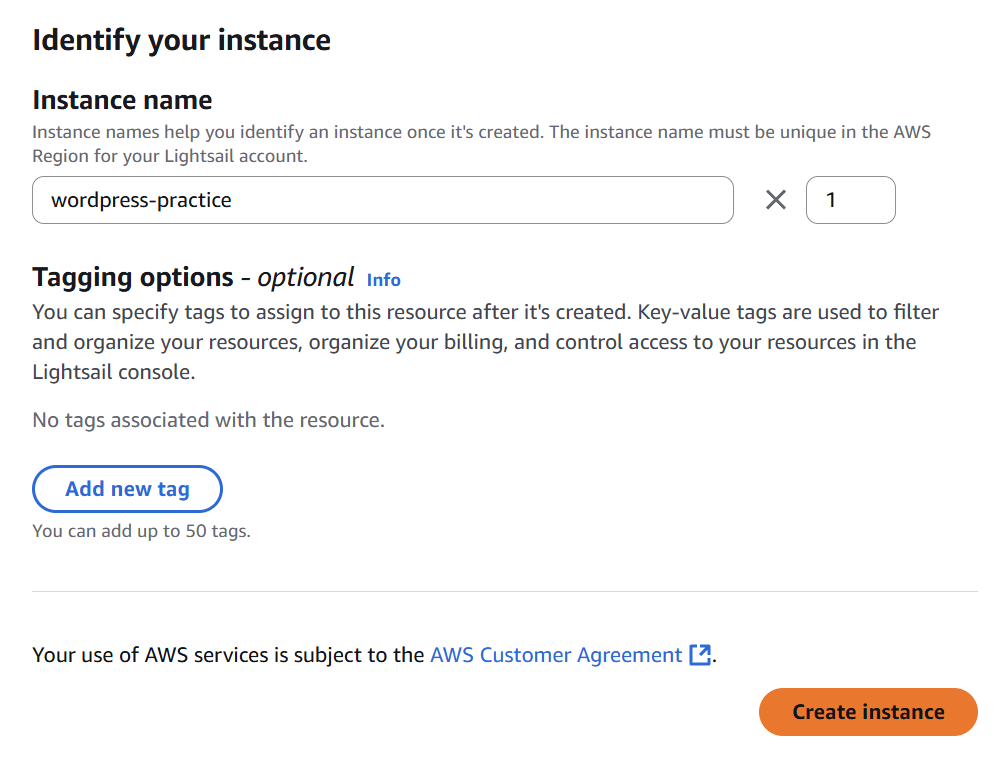 Identify your instance
Instance name
Instance names help you identify an instance once it's created. The instance name must be unique in the AWS
Region for your Lightsail account.
wordpress-practice × 1
Tagging options - optional Info
You can specify tags to assign to this resource after it's created. Key-value tags are used to filter
and organize your resources, organize your billing, and control access to your resources in the
Lightsail console.
No tags associated with the resource.
Add new tag
You can add up to 50 tags.
Your use of AWS services is subject to the AWS Customer Agreement.
Create instance